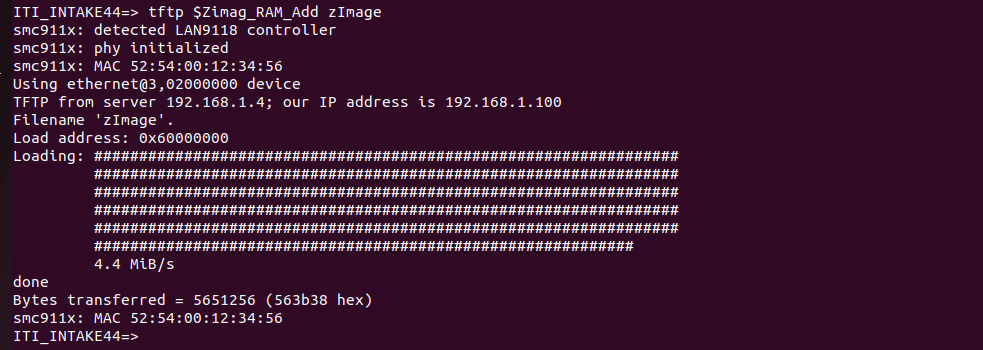 ITI_INTAKE44=> tftp $Zimag_RAM_Add zImage
smc911x: detected LAN9118 controller
smc911x: phy initialized
smc911x: MAC 52:54:00:12:34:56
Using ethernet@3,02000000 device
TFTP from server 192.168.1.4; our IP address is 192.168.1.100
Filename 'zImage'.
Load address: 0x60000000
Loading: #################################################################
         #################################################################
         #################################################################
         #################################################################
         #################################################################
         ############################################################
         4.4 MiB/s
done
Bytes transferred = 5651256 (563b38 hex)
smc911x: MAC 52:54:00:12:34:56
ITI_INTAKE44=>